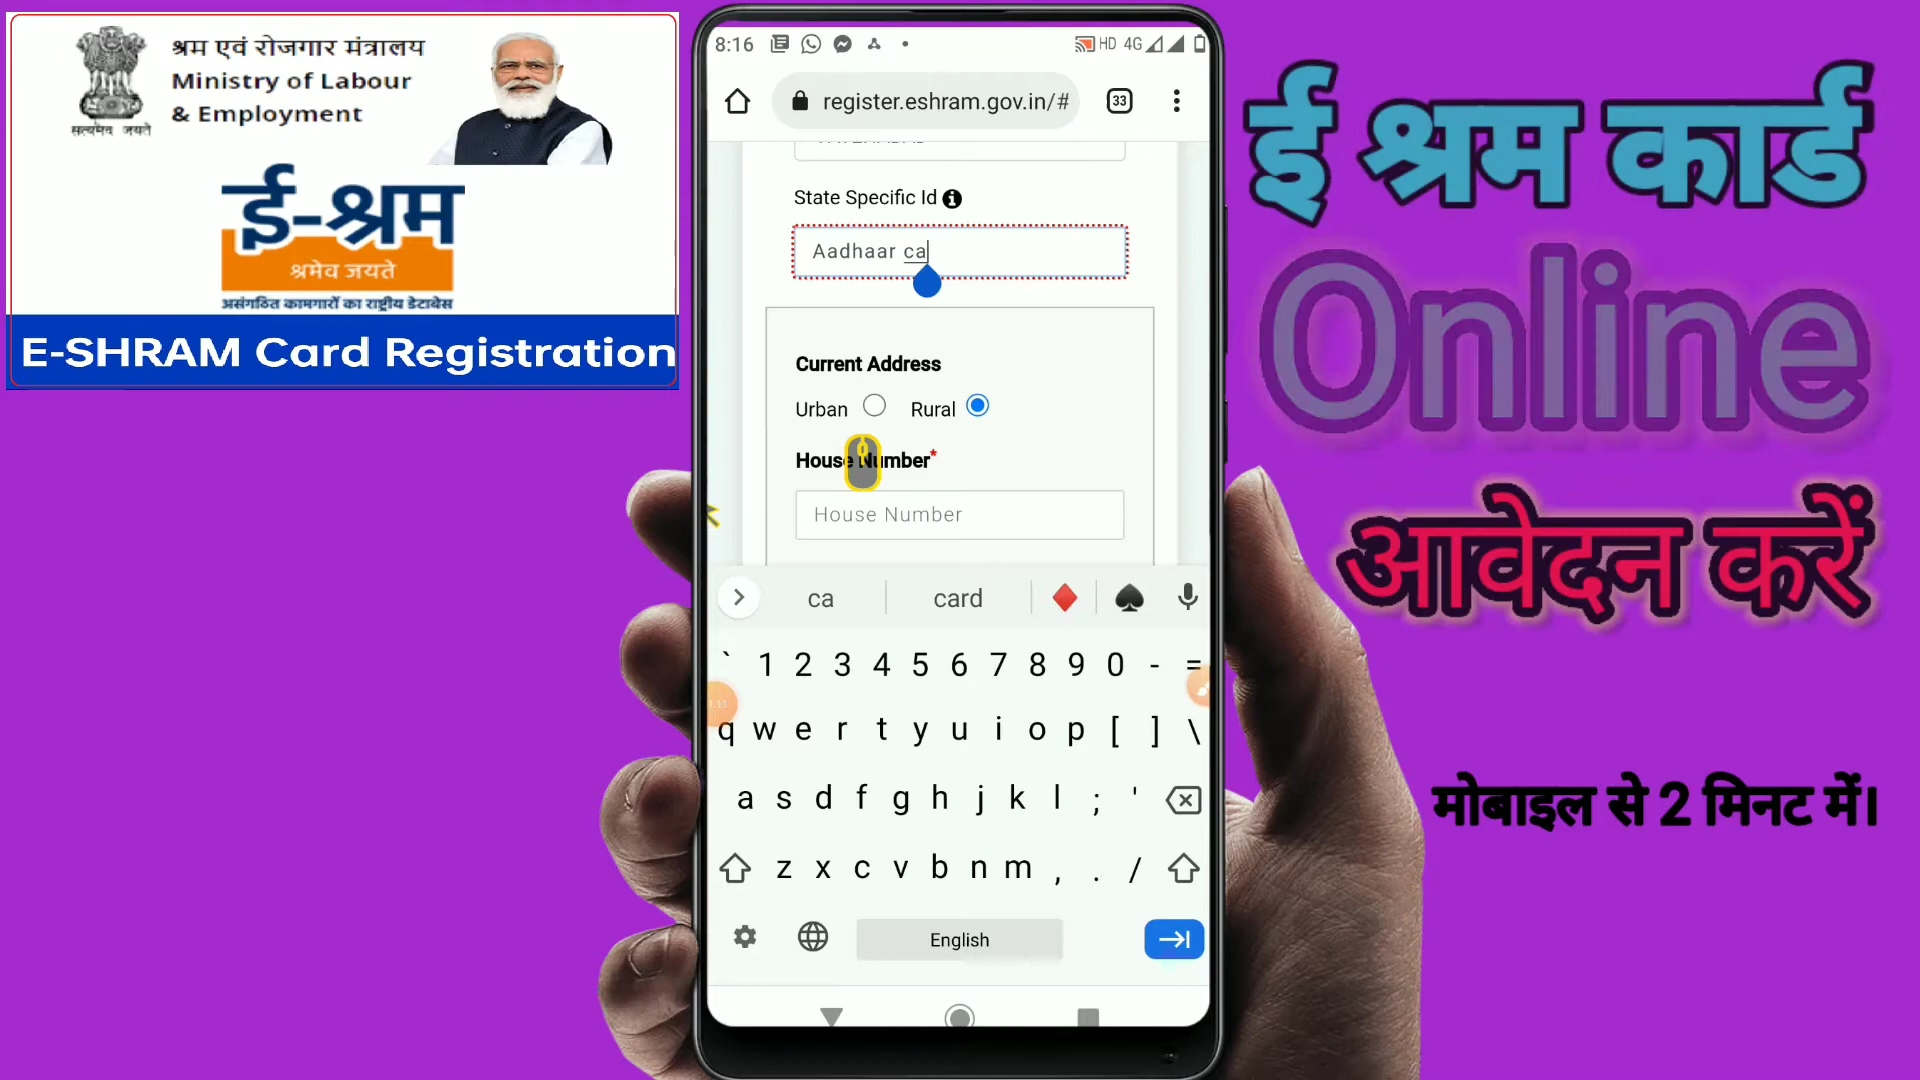 श्रम एवं रोजगार मंत्रालय
Ministry of Labour
& Employment
सत्यमेव जयते
ई-श्रम
श्रमेव जयते
असंगठित कामगारों का राष्ट्रीय डेटाबेस
E-SHRAM Card Registration
8:16
HD 4G
register.eshram.gov.in/#
33
State Specific Id
Aadhaar ca
Current Address
Urban
Rural
House Number*
House Number
ca
card
` 1 2 3 4 5 6 7 8 9 0 - =
q w e r t y u i o p [ ] \
a s d f g h j k l ; '
z x c v b n m , . /
English
ई श्रम कार्ड
Online
आवेदन करें
मोबाइल से 2 मिनट में।